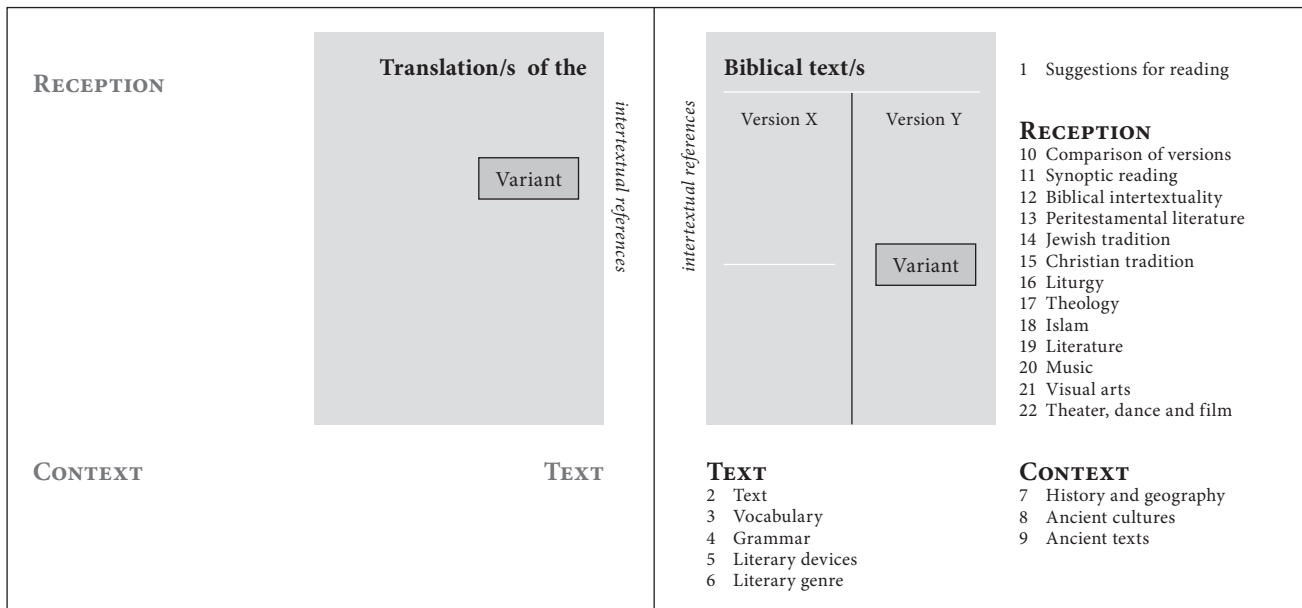 RECEPTION
Translation/s of the
intertextual references
Variant
CONTEXT
TEXT
Biblical text/s
intertextual references
Version X
Version Y
Variant
1 Suggestions for reading
RECEPTION
10 Comparison of versions
11 Synoptic reading
12 Biblical intertextuality
13 Peritestamental literature
14 Jewish tradition
15 Christian tradition
16 Liturgy
17 Theology
18 Islam
19 Literature
20 Music
21 Visual arts
22 Theater, dance and film
TEXT
2 Text
3 Vocabulary
4 Grammar
5 Literary devices
6 Literary genre
CONTEXT
7 History and geography
8 Ancient cultures
9 Ancient texts